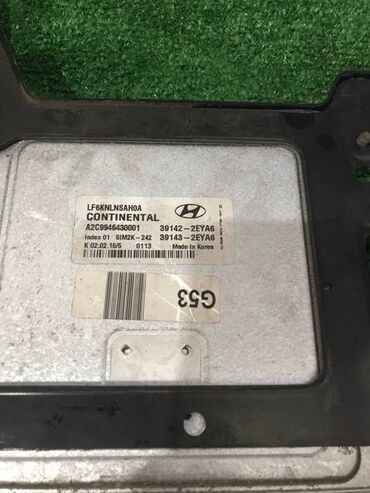 LF6KNLNSAH0A
CONTINENTAL
A2C9946430001 39142-2EYA6
Index 01 SIM2K-242 39143-2EYA6
K 02.02.16/5 0113 Made in Korea
G53